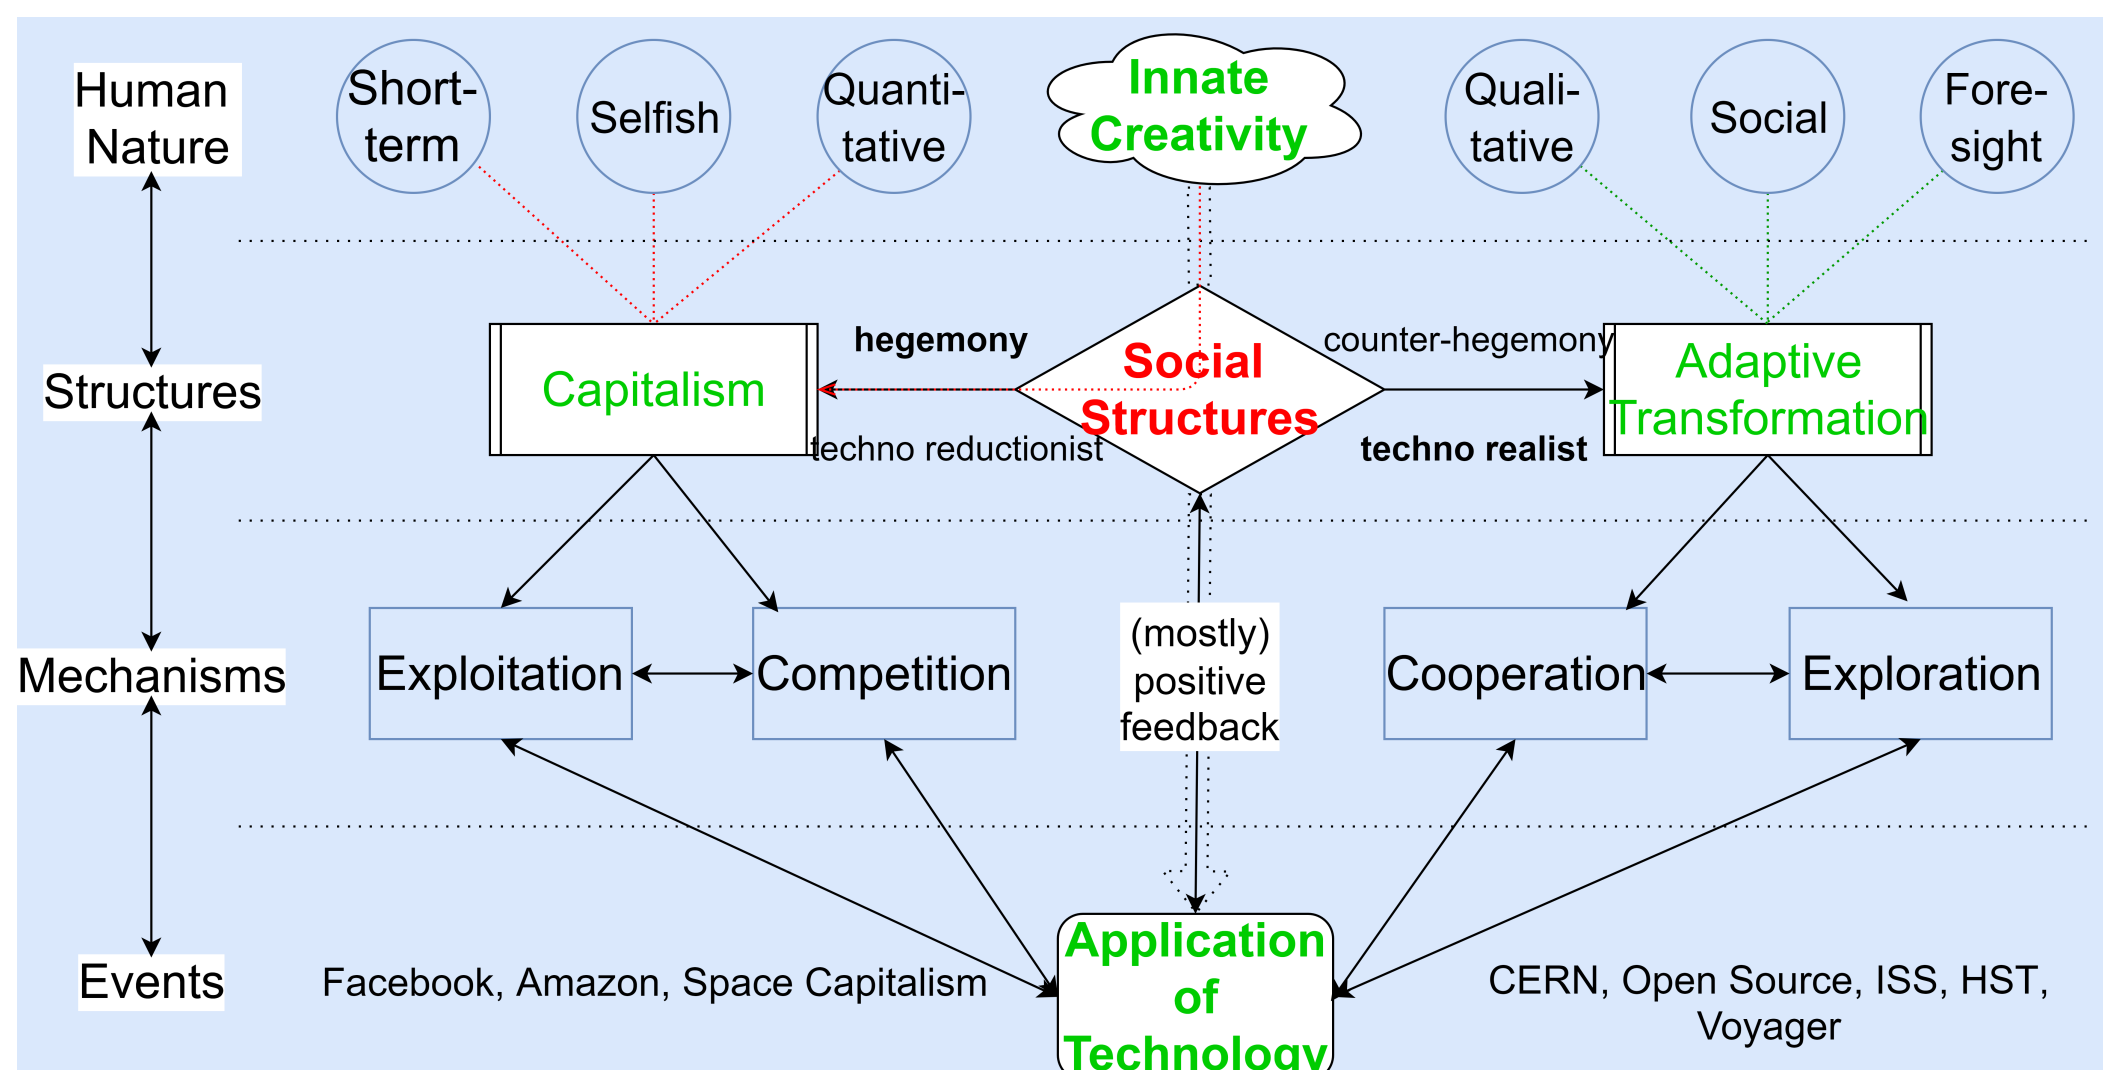 Human
Nature
Short-
term
Selfish
Quanti-
tative
Innate
Creativity
Quali-
tative
Social
Fore-
sight
Structures
Capitalism
hegemony
techno reductionist
Social
Structures
counter-hegemony
techno realist
Adaptive
Transformation
Mechanisms
Exploitation
Competition
(mostly)
positive
feedback
Cooperation
Exploration
Events
Facebook, Amazon, Space Capitalism
Application
of
Technology
CERN, Open Source, ISS, HST,
Voyager